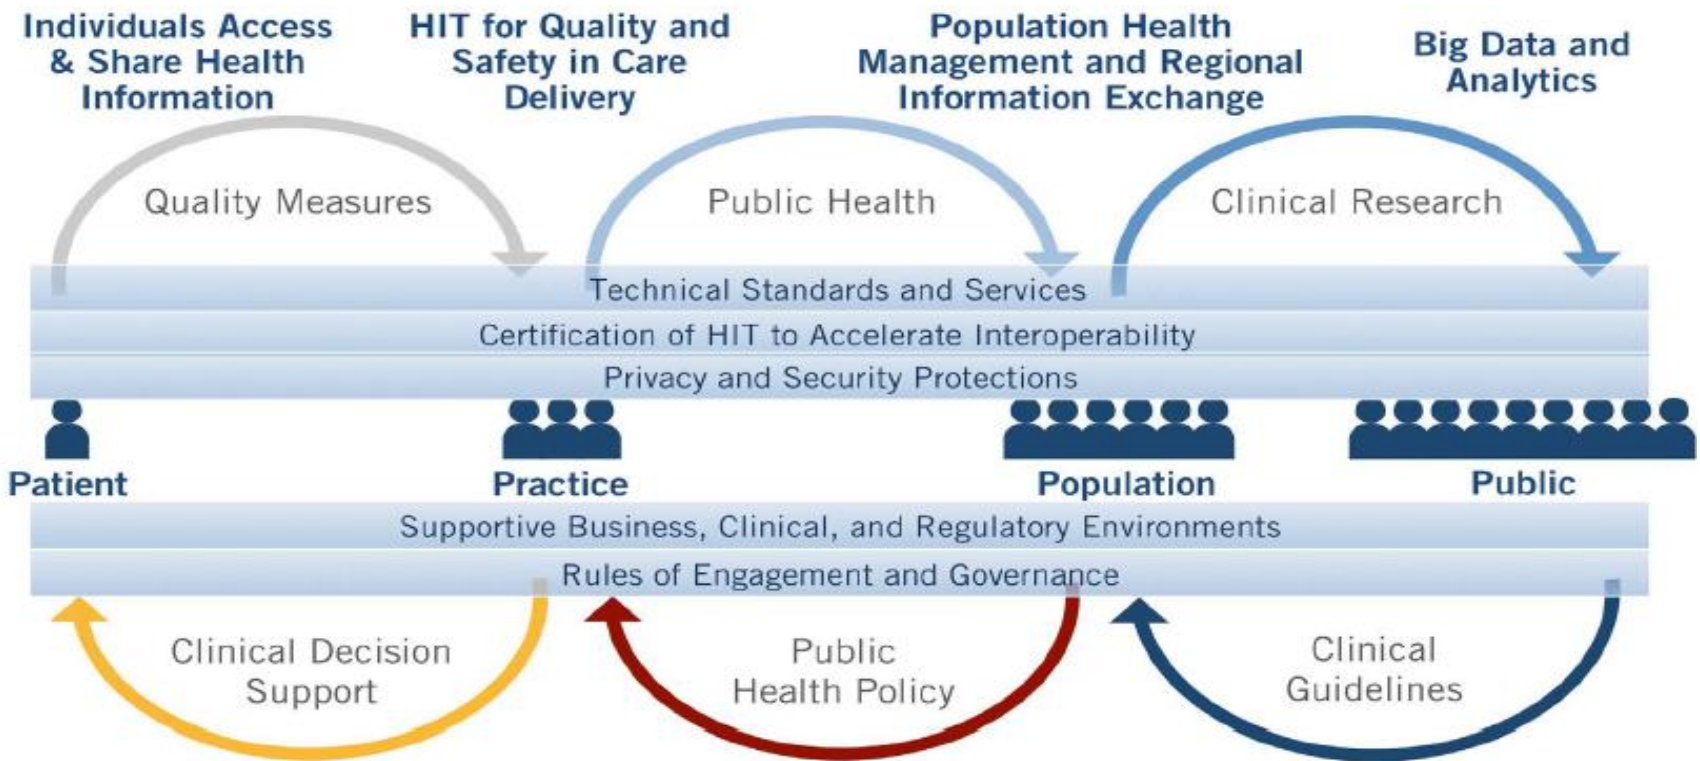 Individuals Access
& Share Health
Information
HIT for Quality and
Safety in Care
Delivery
Population Health
Management and Regional
Information Exchange
Big Data and
Analytics
Quality Measures
Public Health
Clinical Research
Technical Standards and Services
Certification of HIT to Accelerate Interoperability
Privacy and Security Protections
Patient
Practice
Population
Public
Supportive Business, Clinical, and Regulatory Environments
Rules of Engagement and Governance
Clinical Decision
Support
Public
Health Policy
Clinical
Guidelines